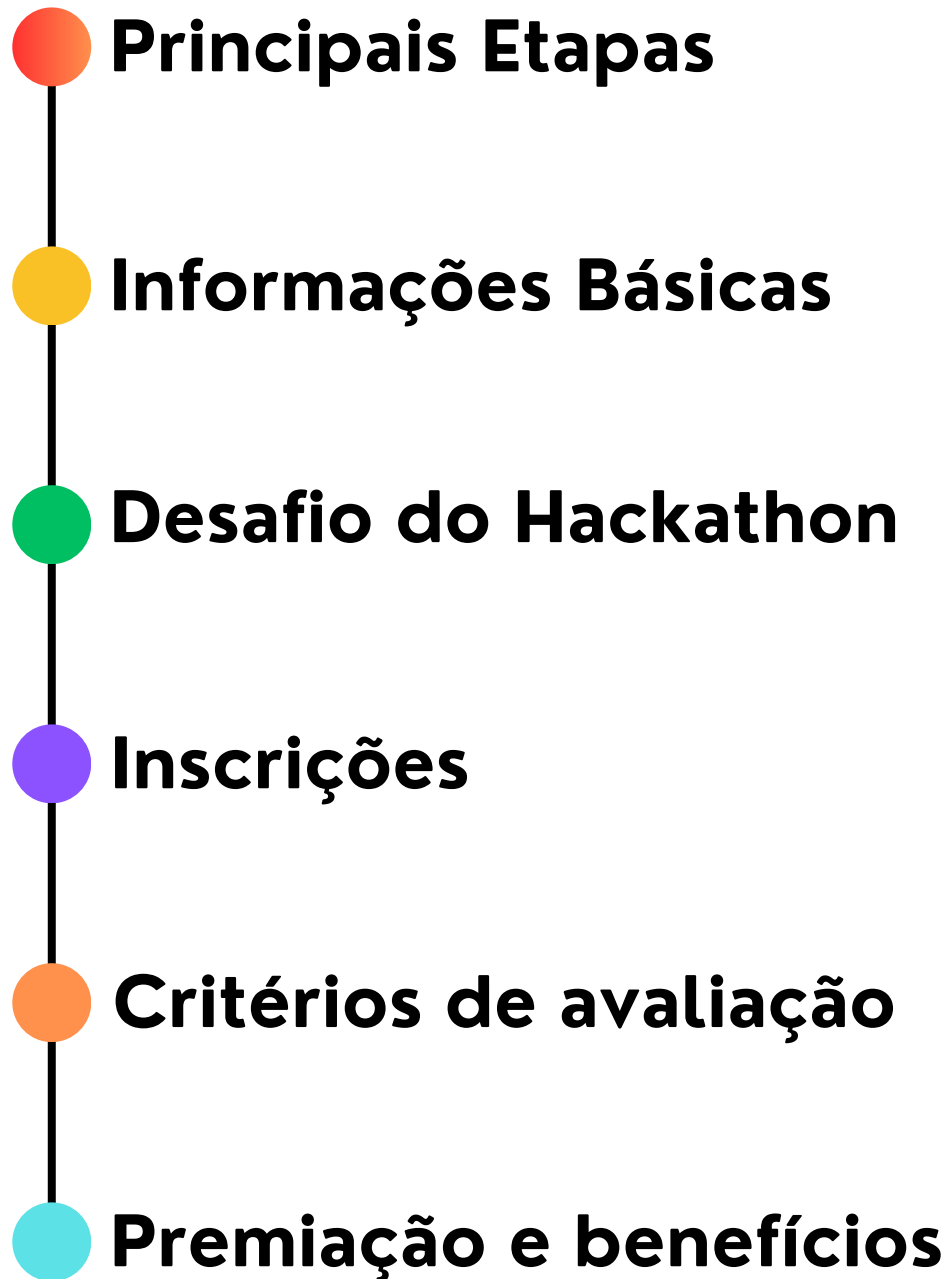 Principais Etapas
Informações Básicas
Desafio do Hackathon
Inscrições
Critérios de avaliação
Premiação e benefícios